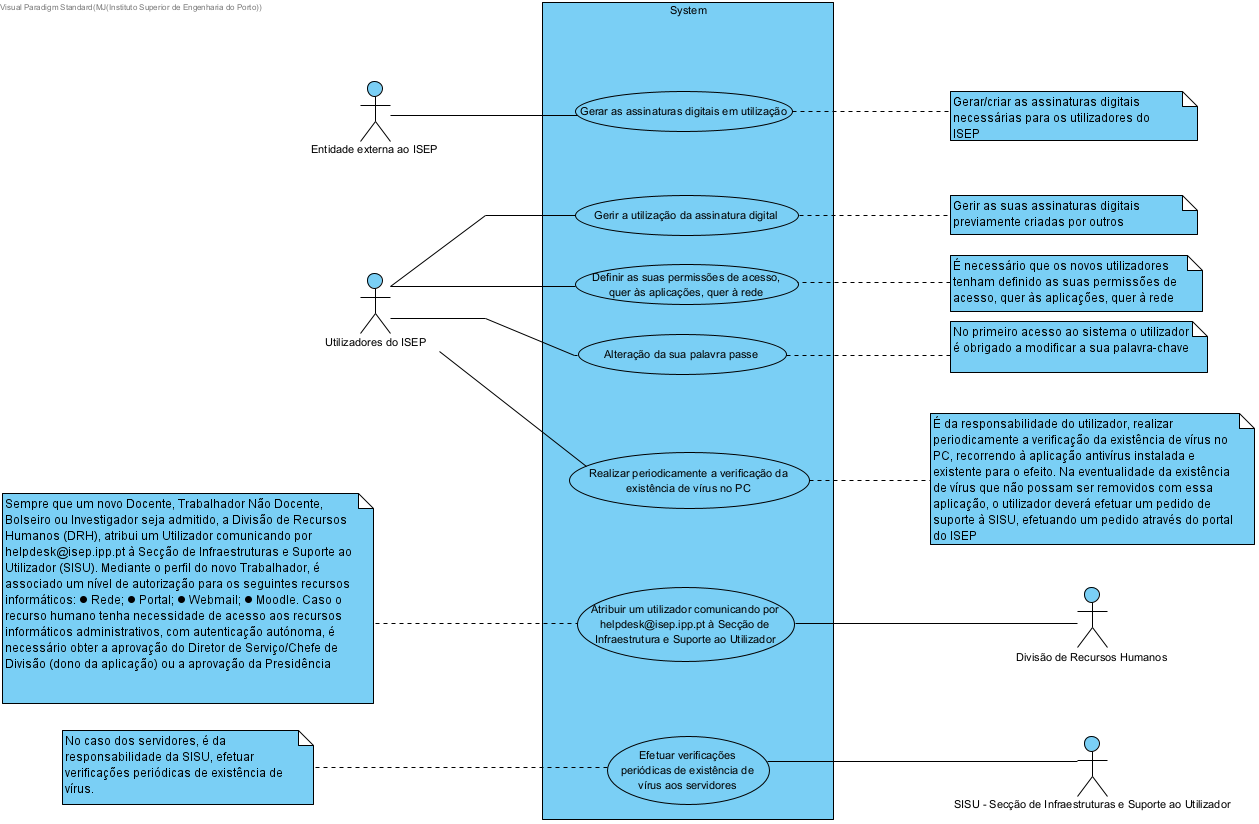 Visual Paradigm Standard(MJ(Instituto Superior de Engenharia do Porto))
System
Gerar as assinaturas digitais em utilização
Gerar/criar as assinaturas digitais
necessárias para os utilizadores do
ISEP
Entidade externa ao ISEP
Gerir a utilização da assinatura digital
Gerir as suas assinaturas digitais
previamente criadas por outros
Definir as suas permissões de acesso,
quer às aplicações, quer à rede
É necessário que os novos utilizadores
tenham definido as suas permissões de
acesso, quer às aplicações, quer à rede
Utilizadores do ISEP
Alteração da sua palavra passe
No primeiro acesso ao sistema o utilizador
é obrigado a modificar a sua palavra-chave
Realizar periodicamente a verificação da
existência de vírus no PC
É da responsabilidade do utilizador, realizar
periodicamente a verificação da existência de vírus no
PC, recorrendo à aplicação antivírus instalada e
existente para o efeito. Na eventualidade da existência
de vírus que não possam ser removidos com essa
aplicação, o utilizador deverá efetuar um pedido de
suporte à SISU, efetuando um pedido através do portal
do ISEP
Sempre que um novo Docente, Trabalhador Não Docente,
Bolseiro ou Investigador seja admitido, a Divisão de Recursos
Humanos (DRH), atribui um Utilizador comunicando por
helpdesk@isep.ipp.pt à Secção de Infraestruturas e Suporte ao
Utilizador (SISU). Mediante o perfil do novo Trabalhador, é
associado um nível de autorização para os seguintes recursos
informáticos: ● Rede; ● Portal; ● Webmail; ● Moodle. Caso o
recurso humano tenha necessidade de acesso aos recursos
informáticos administrativos, com autenticação autónoma, é
necessário obter a aprovação do Diretor de Serviço/Chefe de
Divisão (dono da aplicação) ou a aprovação da Presidência
Atribuir um utilizador comunicando por
helpdesk@isep.ipp.pt à Secção de
Infraestrutura e Suporte ao Utilizador
Divisão de Recursos Humanos
No caso dos servidores, é da
responsabilidade da SISU, efetuar
verificações periódicas de existência de
vírus.
Efetuar verificações
periódicas de existência de
vírus aos servidores
SISU - Secção de Infraestruturas e Suporte ao Utilizador